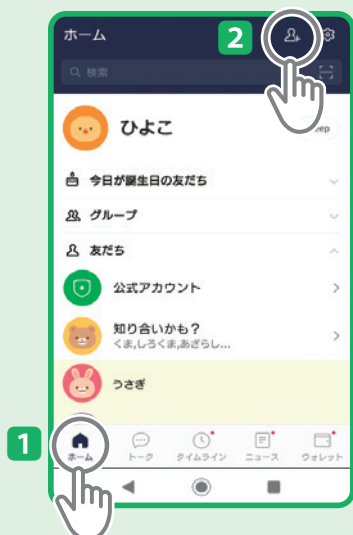 ホーム
2
検索
ひよこ
今日が誕生日の友だち
グループ
友だち
公式アカウント
知り合いかも?
くま,しろくま,あざらし...
うさぎ
1
ホーム
トーク
タイムライン
ニュース
ウォレット